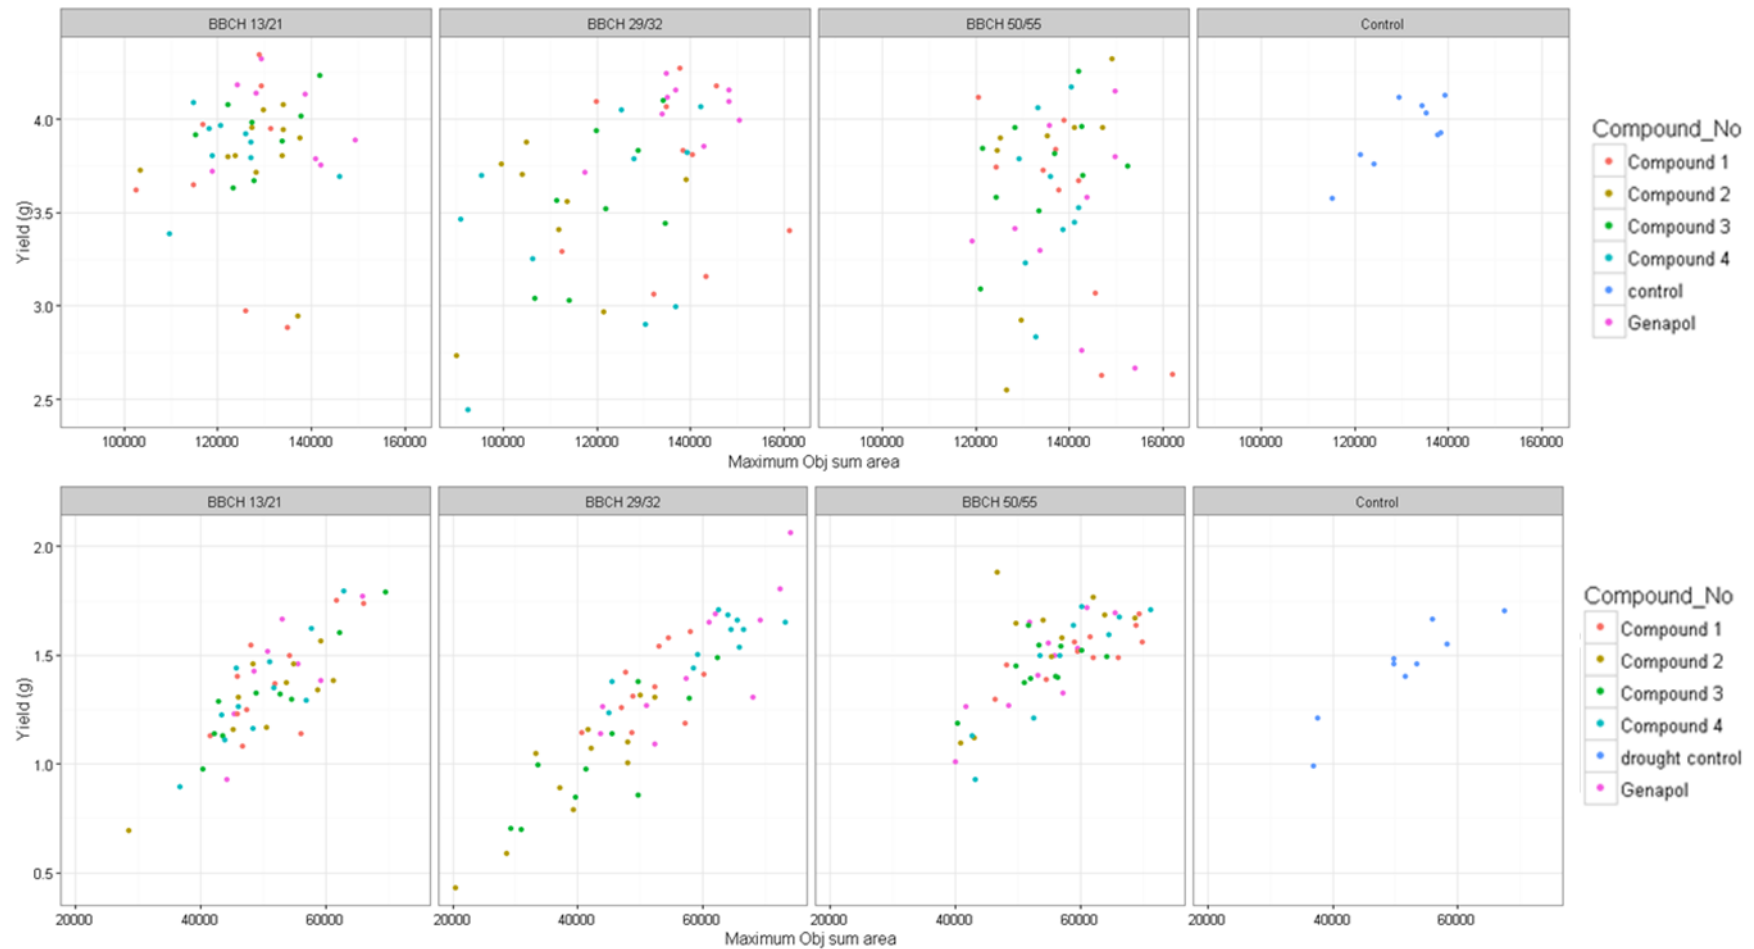 BBCH 13/21 BBCH 29/32 BBCH 50/55 Control
4.0
3.5
3.0
2.5
Yield (g)
100000 120000 140000 160000 100000 120000 140000 160000 100000 120000 140000 160000 100000 120000 140000 160000
Maximum Obj sum area
Compound_No
Compound 1
Compound 2
Compound 3
Compound 4
control
Genapol
BBCH 13/21 BBCH 29/32 BBCH 50/55 Control
2.0
1.5
1.0
0.5
Yield (g)
20000 40000 60000 20000 40000 60000 20000 40000 60000 20000 40000 60000
Maximum Obj sum area
Compound_No
Compound 1
Compound 2
Compound 3
Compound 4
drought control
Genapol